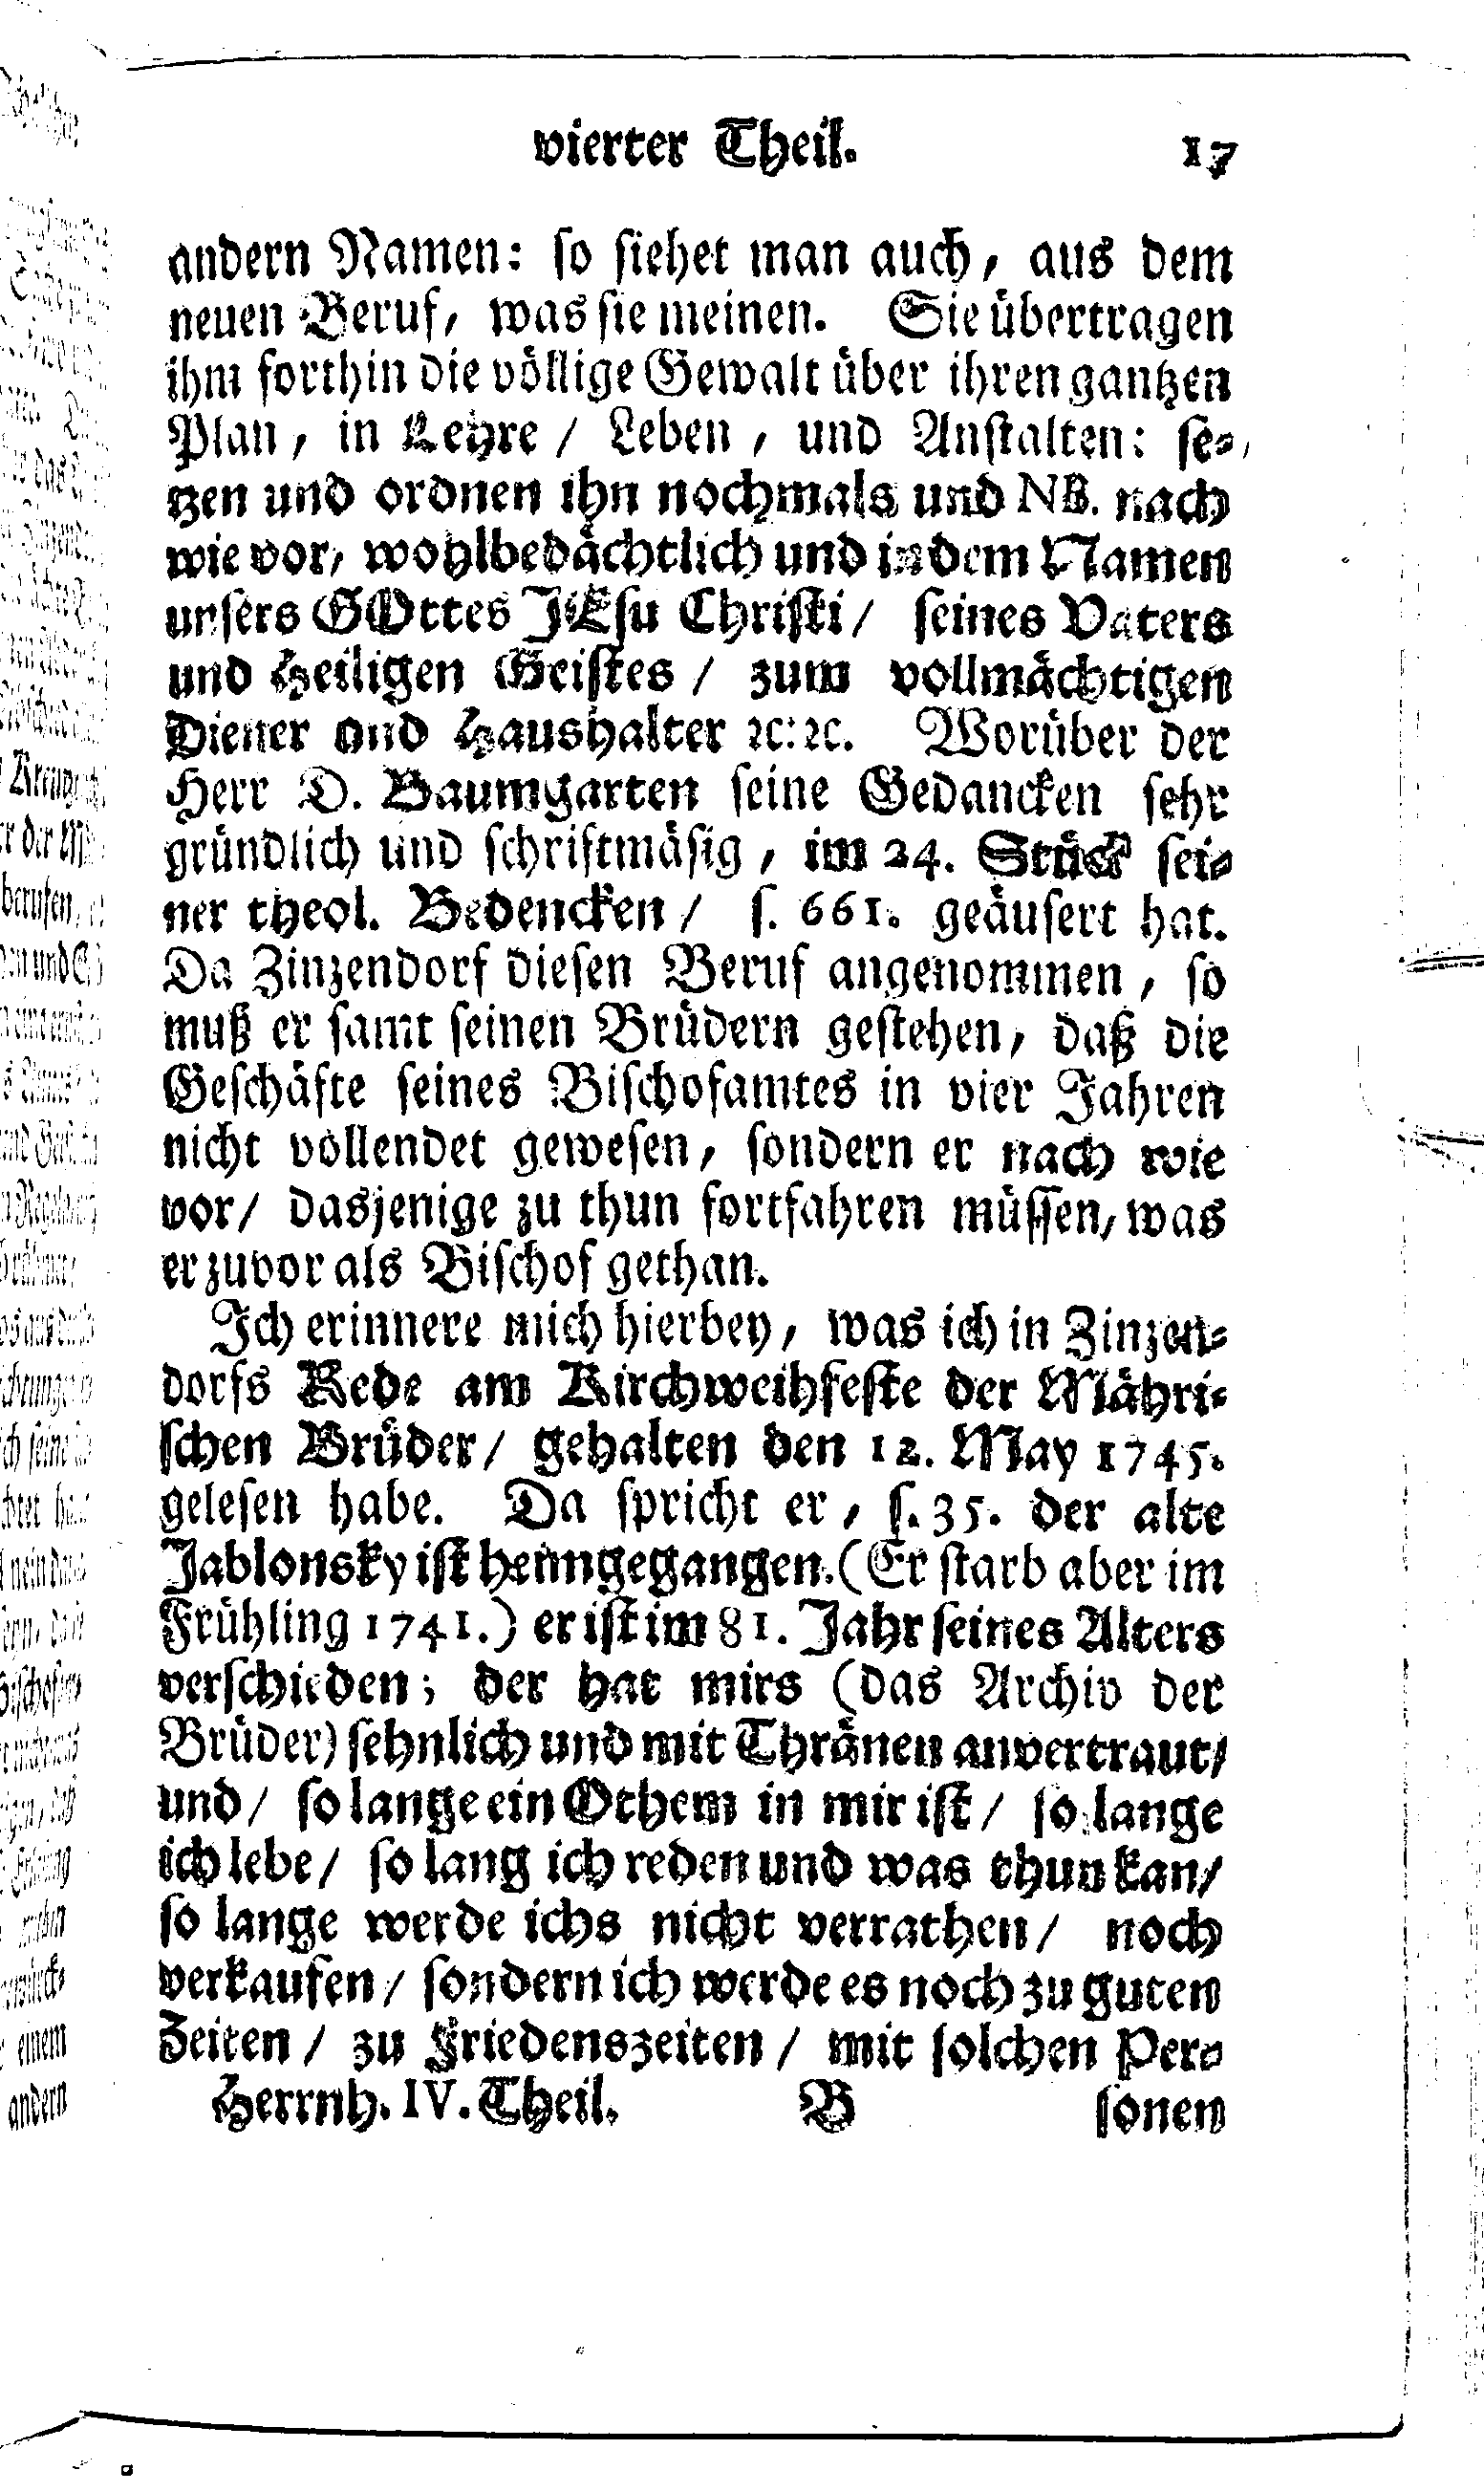 vierter Theil. 17
andern Namen: so siehet man auch, aus dem
neuen Beruf, was sie meinen. Sie übertragen
ihm forthin die völlige Gewalt über ihren gantzen
Plan, in Lehre / Leben, und Anstalten: se-
tzen und ordnen ihn nochmals und NB. nach
wie vor, wohlbedächtlich und in dem Namen
unsers GOttes JEsu Christi / seines Vaters
und Heiligen Geistes / zum vollmächtigen
Diener und Haushalter ꝛc. ꝛc. Worüber der
Herr D. Baumgarten seine Gedancken sehr
gründlich und schriftmäsig, im 24. Stück sei-
ner theol. Bedencken / s. 661. geäusert hat.
Da Zinzendorf diesen Beruf angenommen, so
muß er samt seinen Brüdern gestehen, daß die
Geschäfte seines Bischofamtes in vier Jahren
nicht vollendet gewesen, sondern er nach wie
vor / dasjenige zu thun fortfahren müssen, was
er zuvor als Bischof gethan.
Ich erinnere mich hierbey, was ich in Zinzen-
dorfs Rede am Kirchweihfeste der Mähri-
schen Brüder / gehalten den 12. May 1745.
gelesen habe. Da spricht er, s. 35. der alte
Jablonsky ist heimgegangen. (Er starb aber im
Frühling 1741.) er ist im 81. Jahr seines Alters
verschieden; der hat mirs (das Archiv der
Brüder) sehnlich und mit Thränen anvertraut /
und / so lange ein Othem in mir ist / so lange
ich lebe / so lang ich reden und was thun kan /
so lange werde ichs nicht verrathen / noch
verkaufen / sondern ich werde es noch zu guten
Zeiten / zu Friedenszeiten / mit solchen Per-
Herrnh. IV. Theil. B sonen